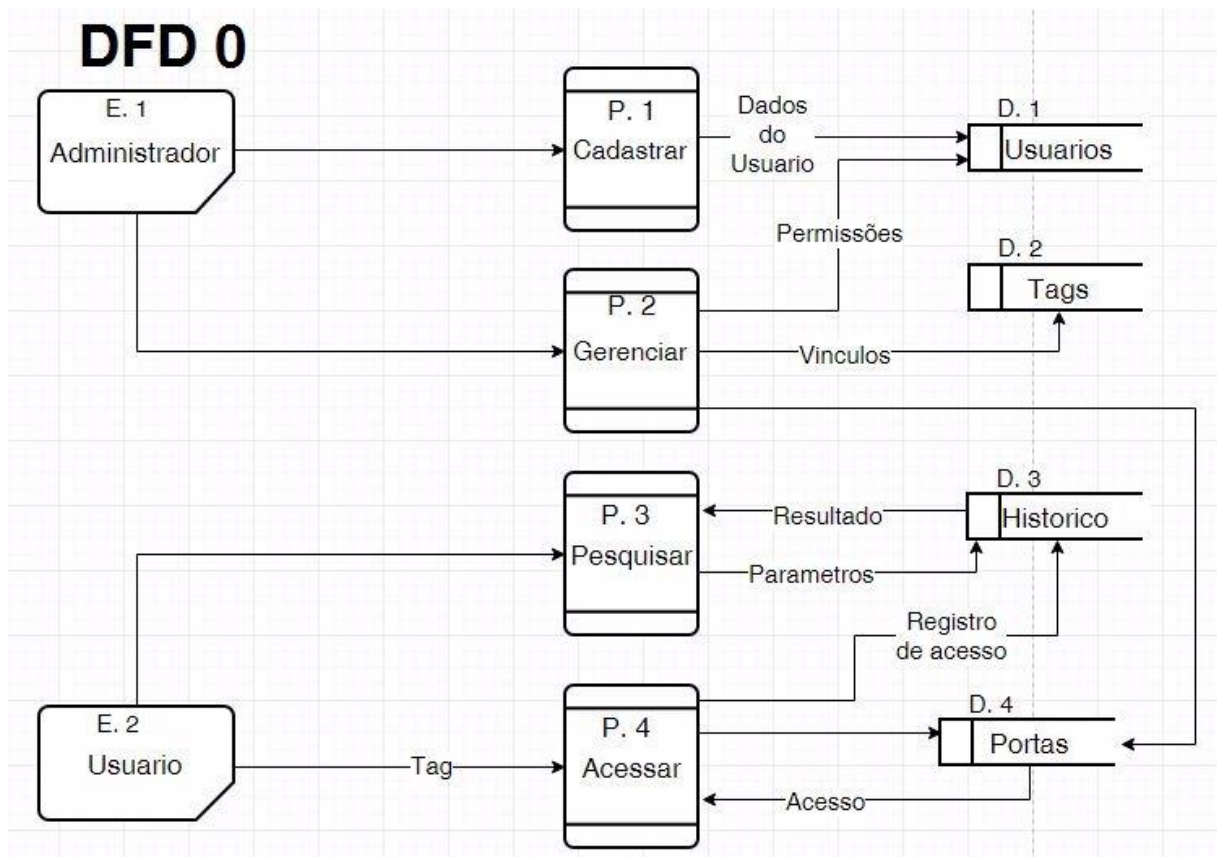 DFD 0
E. 1
Administrador
P. 1
Cadastrar
Dados
do
Usuario
D. 1
Usuarios
Permissões
D. 2
Tags
P. 2
Gerenciar
Vinculos
P. 3
Pesquisar
Resultado
Parametros
D. 3
Historico
Registro
de acesso
E. 2
Usuario
Tag
P. 4
Acessar
D. 4
Portas
Acesso